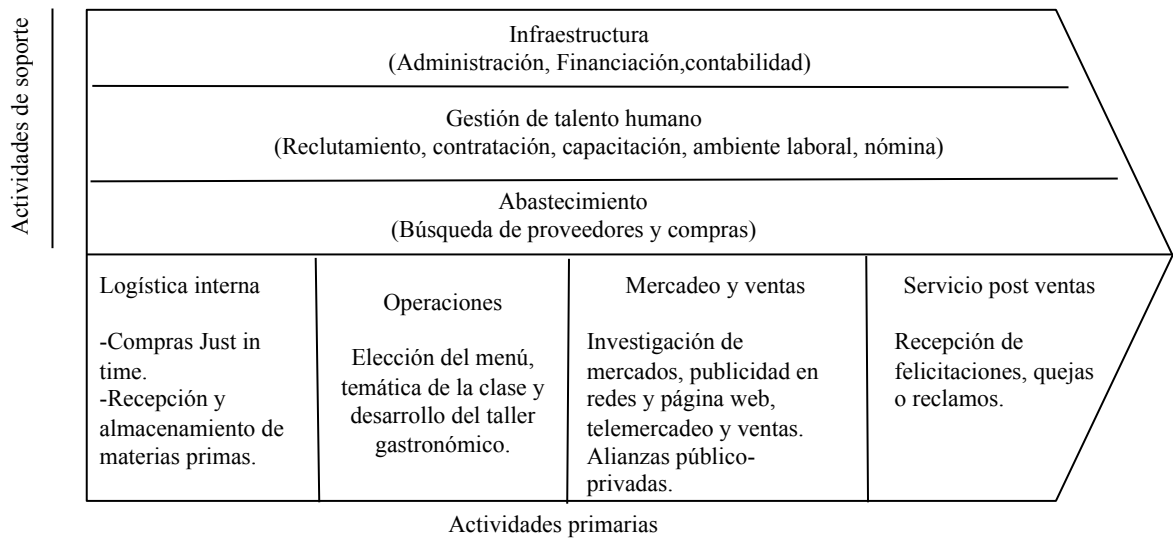 Actividades de soporte
Infraestructura
(Administración, Financiación,contabilidad)
Gestión de talento humano
(Reclutamiento, contratación, capacitación, ambiente laboral, nómina)
Abastecimiento
(Búsqueda de proveedores y compras)
Logística interna
-Compras Just in
time.
-Recepción y
almacenamiento de
materias primas.
Operaciones
Elección del menú,
temática de la clase y
desarrollo del taller
gastronómico.
Mercadeo y ventas
Investigación de
mercados, publicidad en
redes y página web,
telemercadeo y ventas.
Alianzas público-
privadas.
Servicio post ventas
Recepción de
felicitaciones, quejas
o reclamos.
Actividades primarias